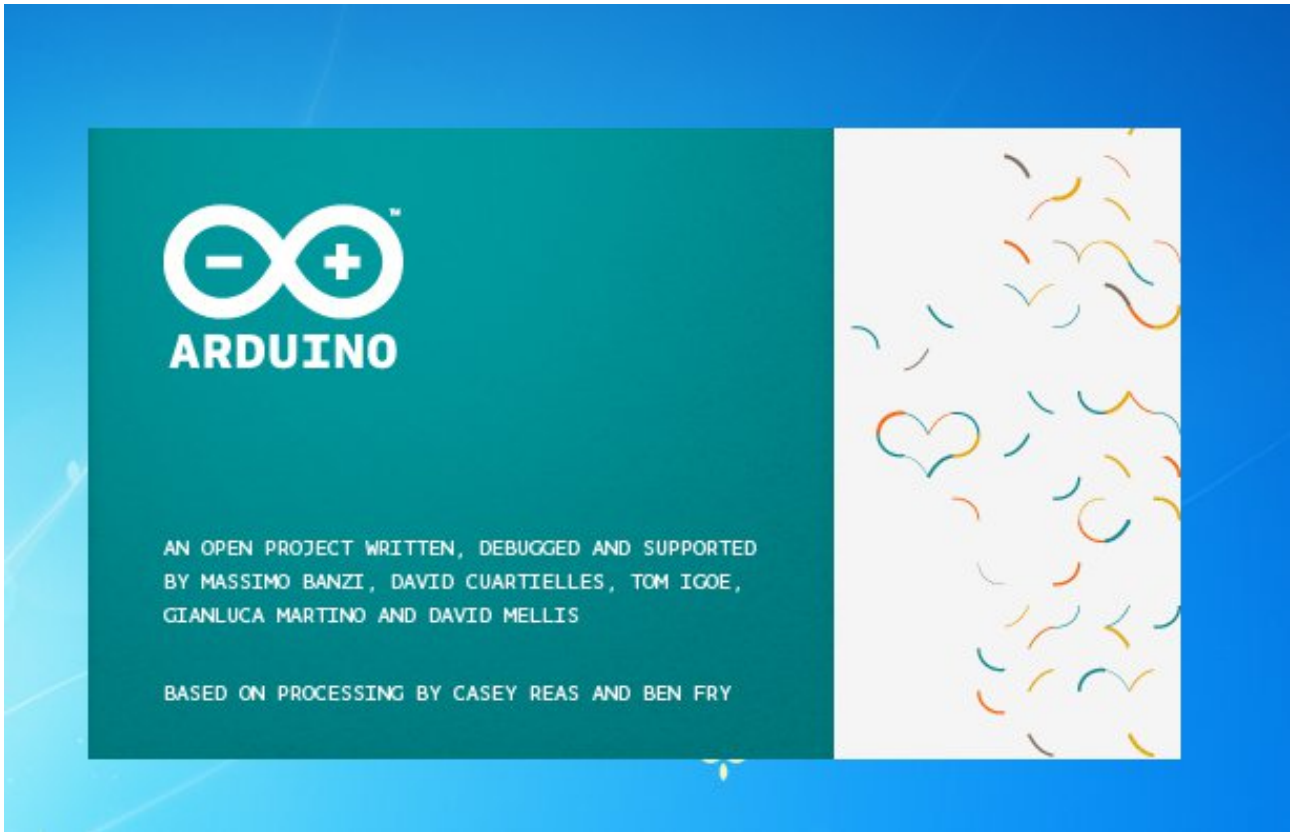 ™
ARDUINO
AN OPEN PROJECT WRITTEN, DEBUGGED AND SUPPORTED
BY MASSIMO BANZI, DAVID CUARTIELLES, TOM IGOE,
GIANLUCA MARTINO AND DAVID MELLIS
BASED ON PROCESSING BY CASEY REAS AND BEN FRY